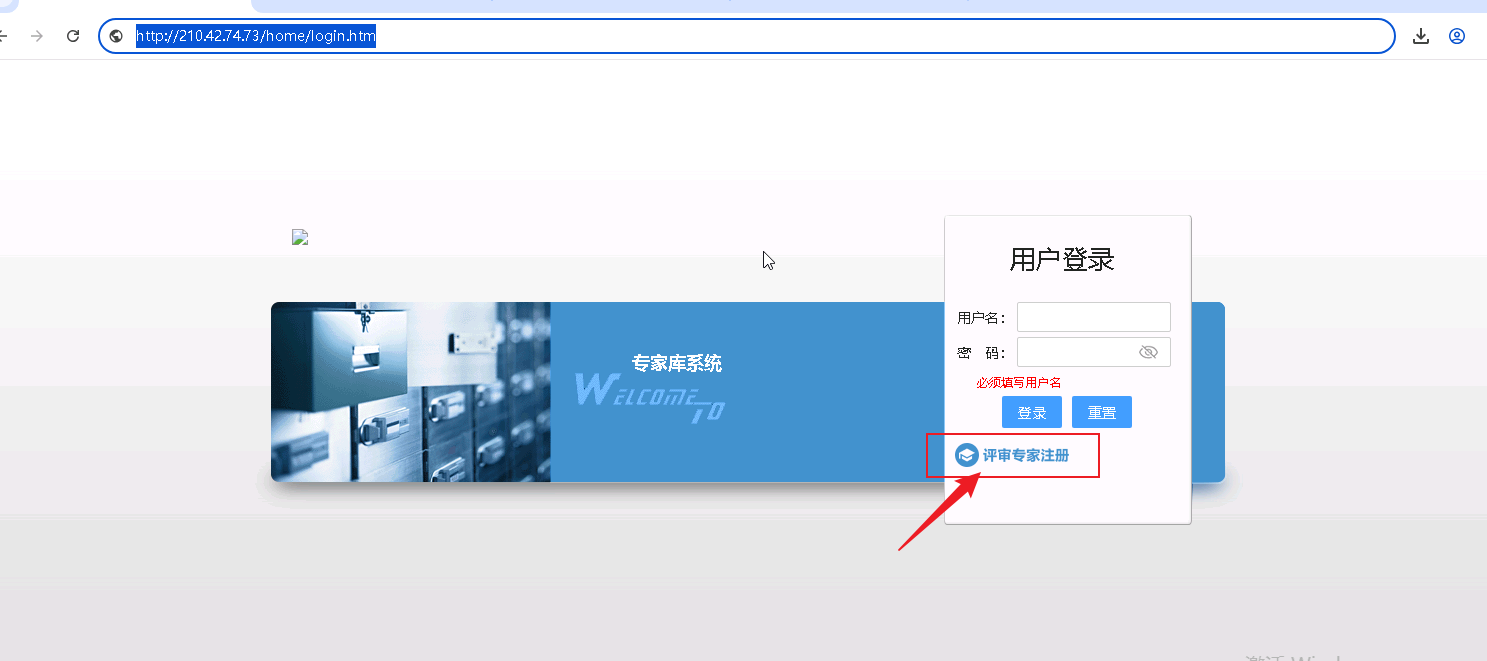 http://210.42.74.73/home/login.htm
用户登录
用户名：
密 码：
必须填写用户名
登录 重置
评审专家注册
专家库系统
WELCOME TO